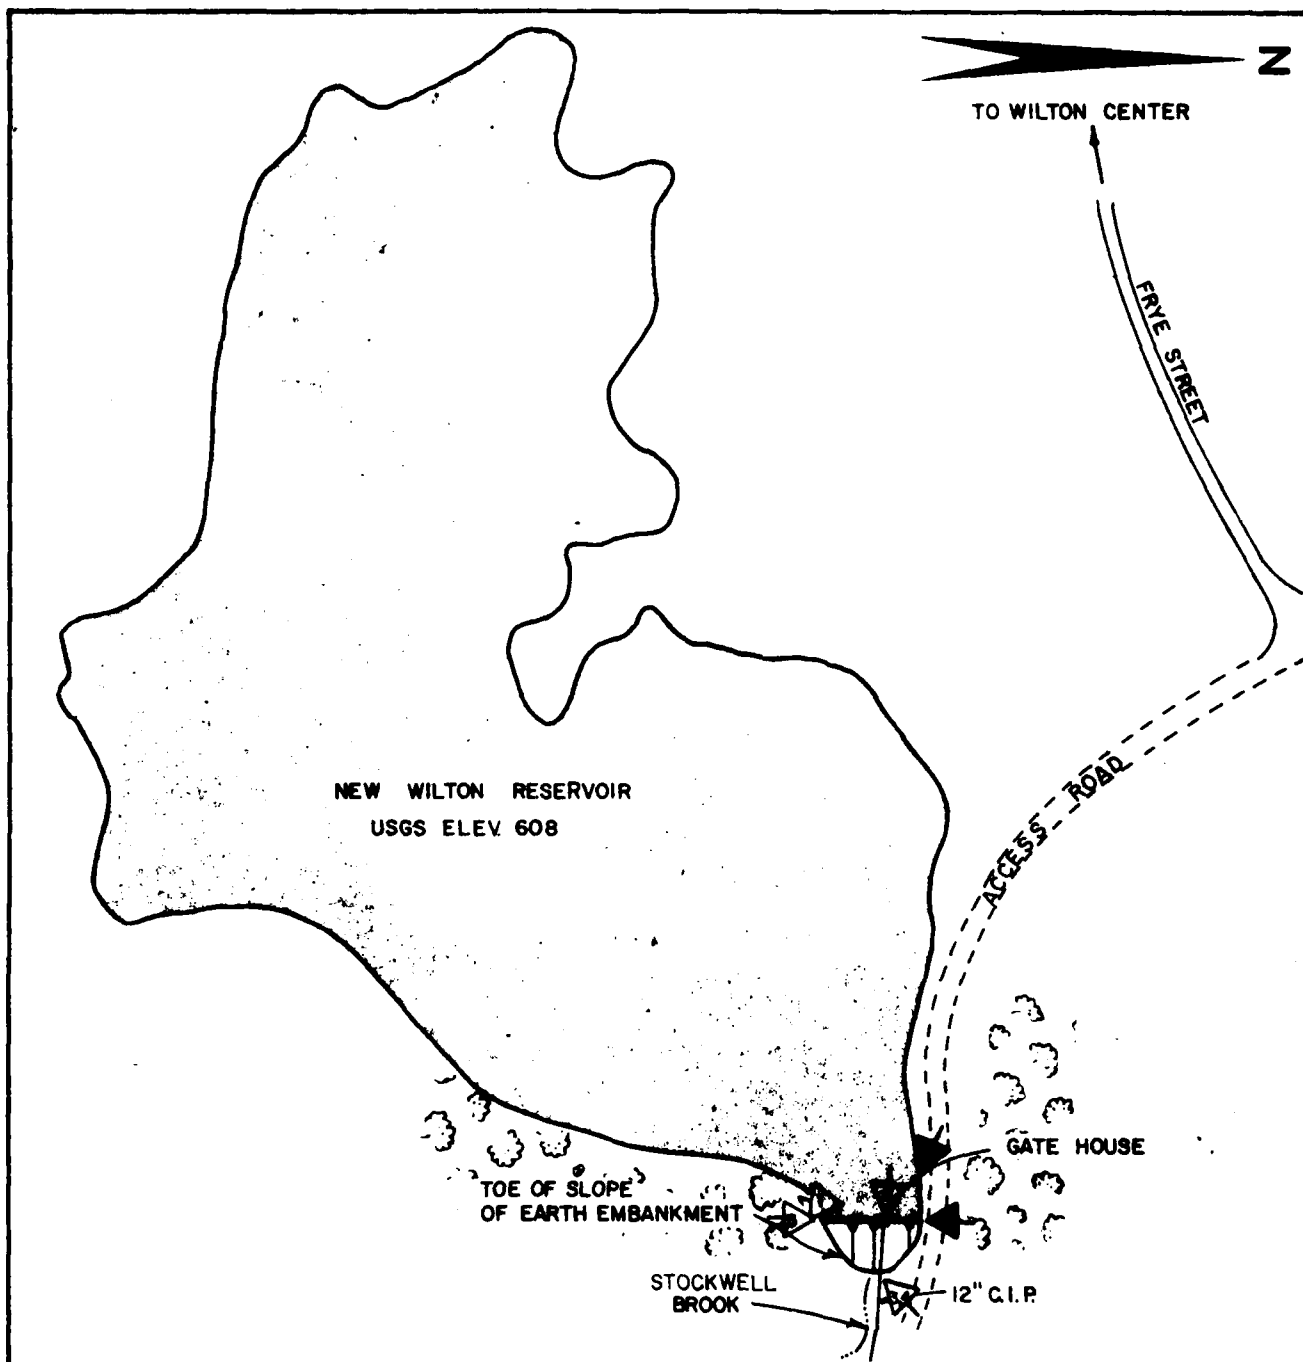 N
TO WILTON CENTER
FRYE STREET
NEW WILTON RESERVOIR
USGS ELEV. 608
ACCESS ROAD
GATE HOUSE
TOE OF SLOPE
OF EARTH EMBANKMENT
STOCKWELL
BROOK
12" C.I.P.